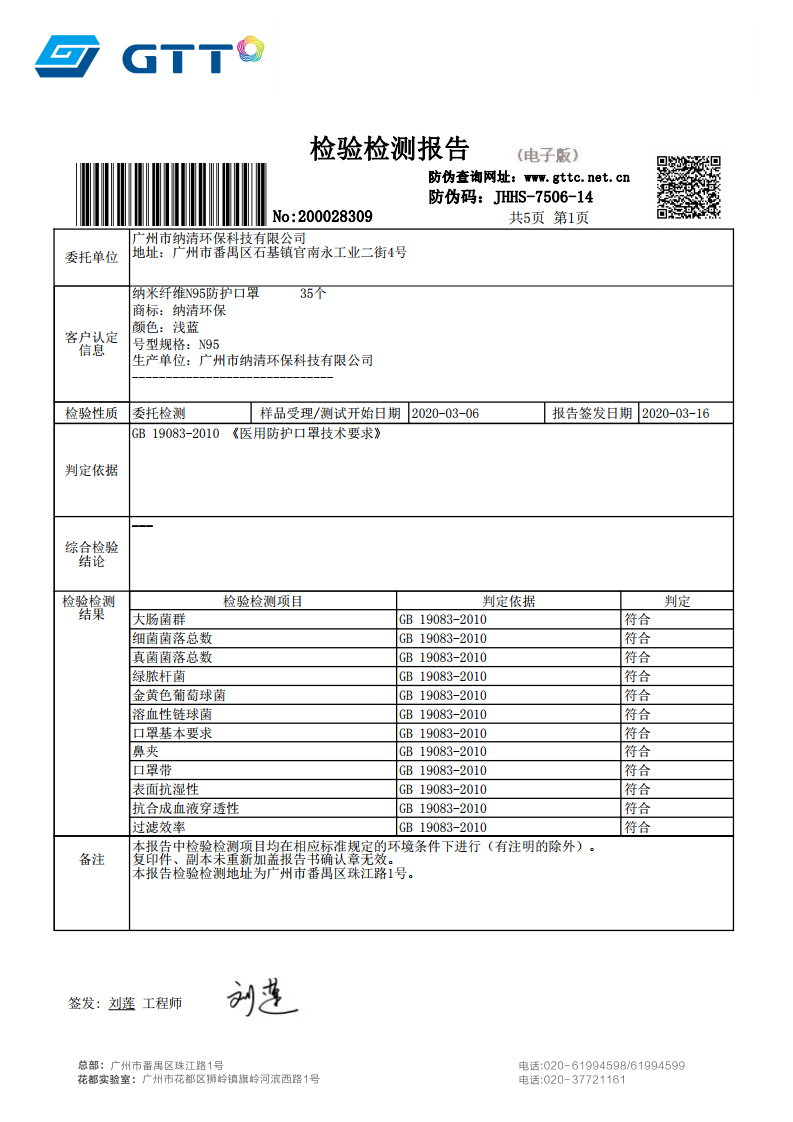 GTT
检验检测报告
(电子版)
防伪查询网址：www.gttc.net.cn
防伪码：JHHS-7506-14
No:200028309
共5页 第1页
委托单位
广州市纳清环保科技有限公司
地址：广州市番禺区石基镇官南永工业二街4号
客户认定
信息
纳米纤维N95防护口罩 35个
商标：纳清环保
颜色：浅蓝
号型规格：N95
生产单位：广州市纳清环保科技有限公司
------------------------------
检验性质 委托检测 样品受理/测试开始日期 2020-03-06 报告签发日期 2020-03-16
判定依据
GB 19083-2010 《医用防护口罩技术要求》
综合检验
结论
---
检验检测
结果
检验检测项目 判定依据 判定
大肠菌群 GB 19083-2010 符合
细菌菌落总数 GB 19083-2010 符合
真菌菌落总数 GB 19083-2010 符合
绿脓杆菌 GB 19083-2010 符合
金黄色葡萄球菌 GB 19083-2010 符合
溶血性链球菌 GB 19083-2010 符合
口罩基本要求 GB 19083-2010 符合
鼻夹 GB 19083-2010 符合
口罩带 GB 19083-2010 符合
表面抗湿性 GB 19083-2010 符合
抗合成血液穿透性 GB 19083-2010 符合
过滤效率 GB 19083-2010 符合
备注
本报告中检验检测项目均在相应标准规定的环境条件下进行（有注明的除外）。
复印件、副本未重新加盖报告书确认章无效。
本报告检验检测地址为广州市番禺区珠江路1号。
签发：刘莲 工程师
刘莲
总部：广州市番禺区珠江路1号
电话:020-61994598/61994599
花都实验室：广州市花都区狮岭镇旗岭河滨西路1号
电话:020-37721161